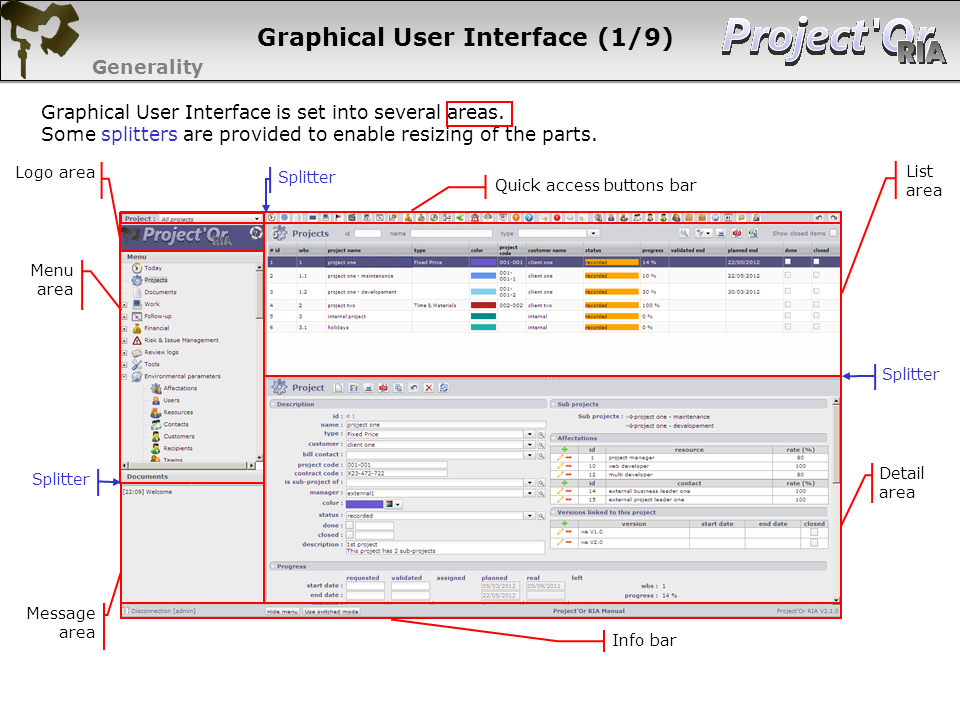 Graphical User Interface (1/9)
Project'Or
RIA
Generality
Graphical User Interface is set into several areas.
Some splitters are provided to enable resizing of the parts.
Logo area
Splitter
Quick access buttons bar
List
area
Menu
area
Splitter
Splitter
Detail
area
Message
area
Info bar
Project : All projects
Project'Or
RIA
Menu
Today
Projects
Documents
Work
Follow-up
Financial
Risk & Issue Management
Review logs
Tools
Environmental parameters
Affectations
Users
Resources
Contacts
Customers
Recipients
Teams
Documents
[22:09] Welcome
Projects id name type Show closed items
# id wbs project name type color project code customer name status progress validated end planned end done closed
1 1 project one Fixed Price 001-001 client one recorded 14 % 22/05/2012
2 1.1 project one - maintenance 001-001-1 client one recorded 10 % 22/05/2012
3 1.2 project one - developement 001-001-2 client one recorded 30 % 30/03/2012
4 2 project two Time & Materials 002-002 client two recorded 100 %
5 3 internal project internal recorded 0 %
6 3.1 holidays internal recorded 0 %
Project
Description
id : # 1
name : project one
type : Fixed Price
customer : client one
bill contact :
project code : 001-001
contract code : X23-472-722
is sub-project of :
manager : external1
color :
status : recorded
done :
closed :
description : 1st project
This project has 2 sub-projects
Sub projects
Sub projects : project one - maintenance
project one - developement
Affectations
id resource rate (%)
1 project manager 80
10 web developer 100
12 multi developer 80
id contact rate (%)
14 external business leader one 100
15 external project leader one 100
Versions linked to this project
version start date end date closed
wa V1.0
wa V2.0
Progress
requested validated assigned planned real left
start date : 05/03/2012 05/09/2011 wbs : 1
end date : 22/05/2012 progress : 14 %
Disconnection [admin] Hide menu Use switched mode Project'Or RIA Manual Project'Or RIA V2.1.0